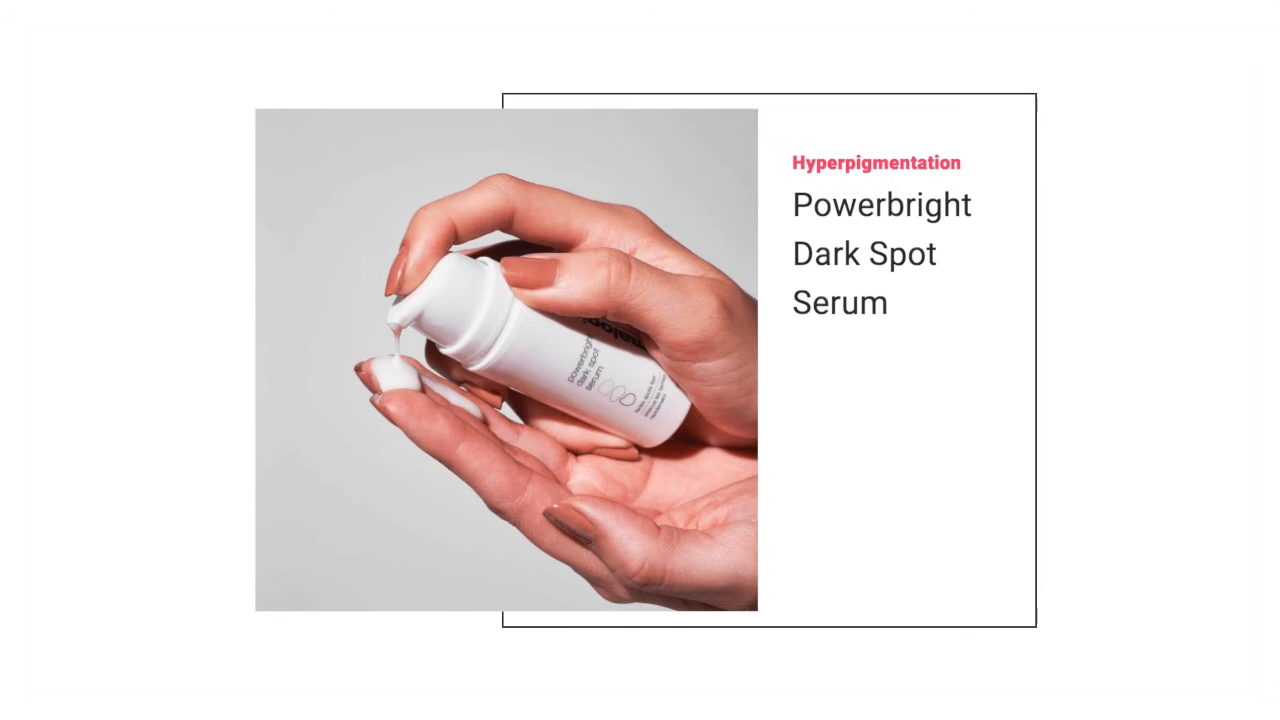 Hyperpigmentation
Powerbright
Dark Spot
Serum
powerbright
dark spot
serum